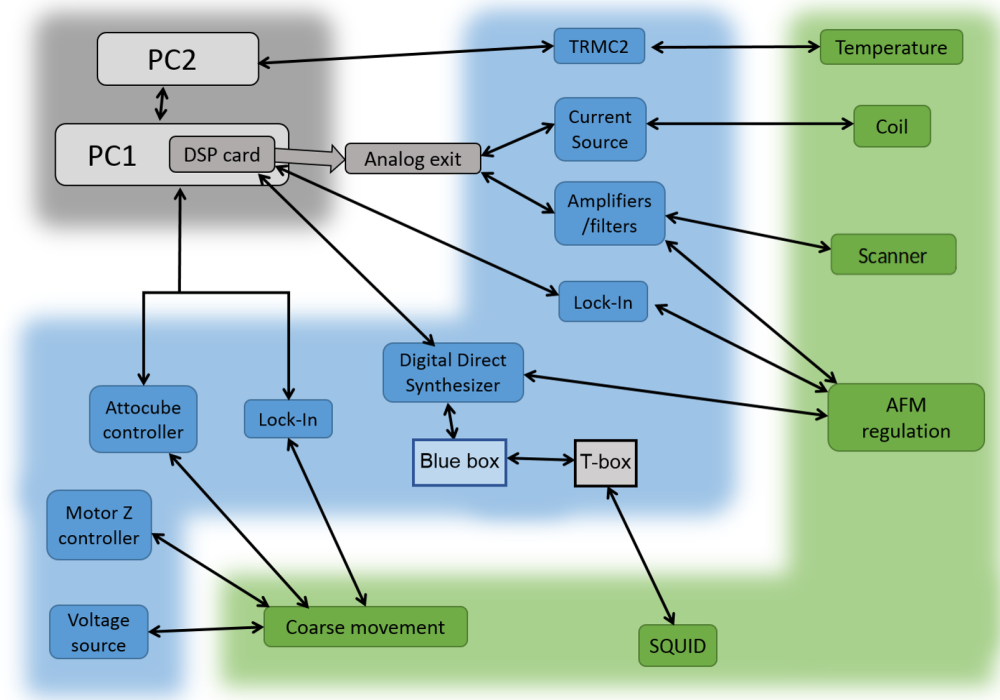 PC2
TRMC2
Temperature
PC1
DSP card
Analog exit
Current
Source
Coil
Amplifiers
/filters
Scanner
Lock-In
Digital Direct
Synthesizer
Attocube
controller
Lock-In
AFM
regulation
Blue box
T-box
Motor Z
controller
Voltage
source
Coarse movement
SQUID